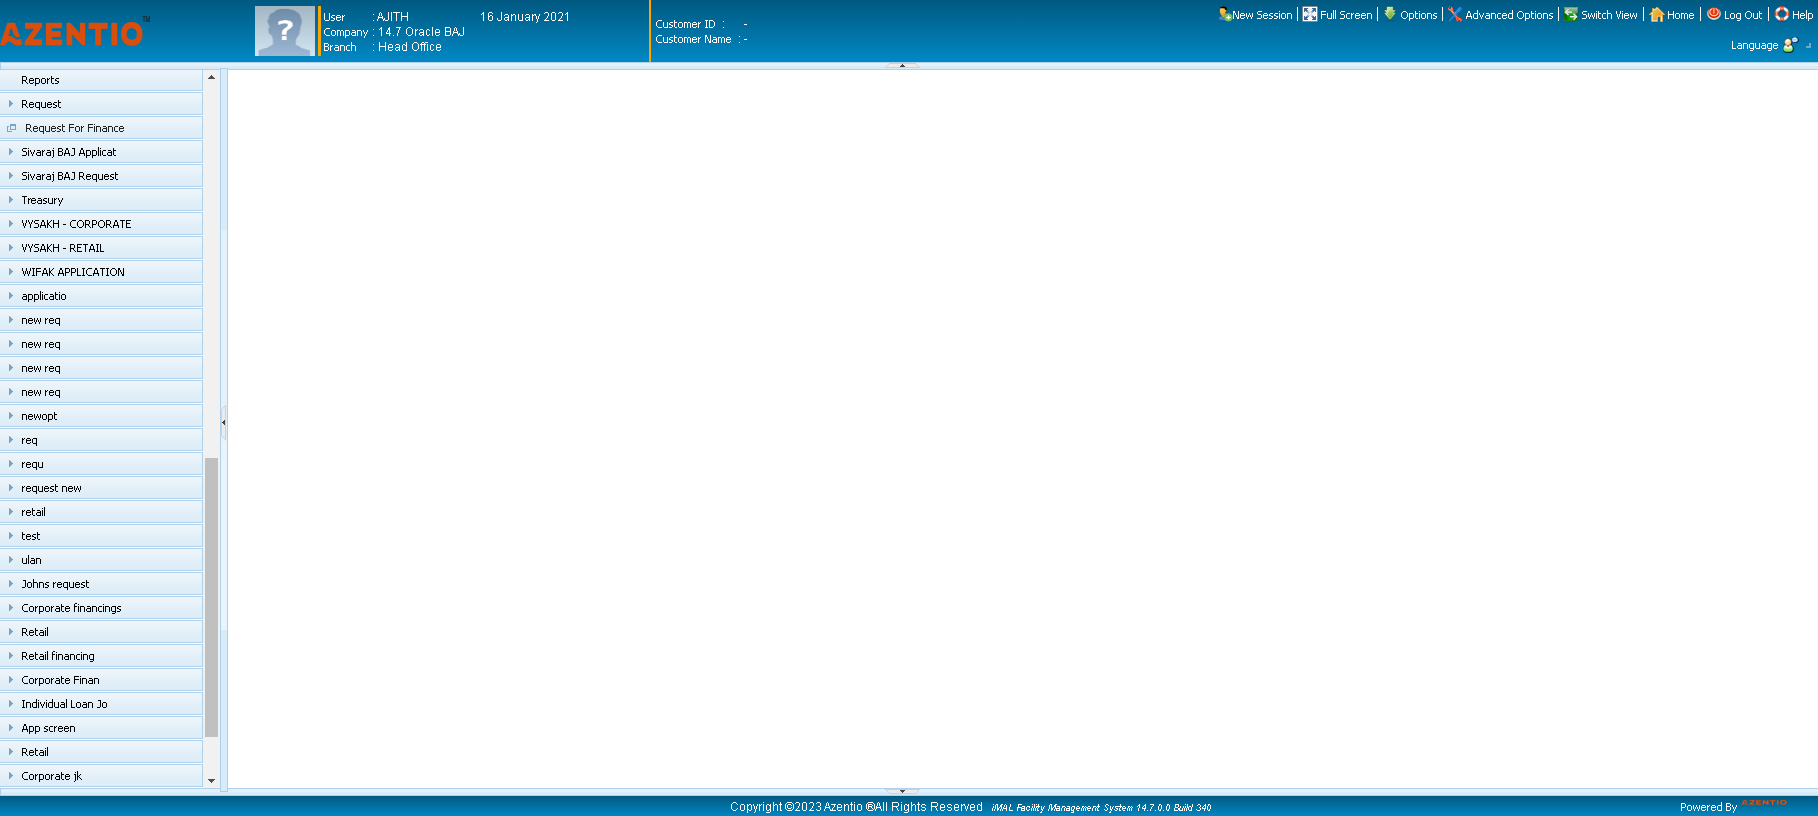 AZENTIO™
User : AJITH 16 January 2021
Company : 14.7 Oracle BAJ
Branch : Head Office
Customer ID : -
Customer Name : -
New Session | Full Screen | Options | Advanced Options | Switch View | Home | Log Out | Help
Language
Reports
Request
Request For Finance
Sivaraj BAJ Applicat
Sivaraj BAJ Request
Treasury
VYSAKH - CORPORATE
VYSAKH - RETAIL
WIFAK APPLICATION
applicatio
new req
new req
new req
new req
newopt
req
requ
request new
retail
test
ulan
Johns request
Corporate financings
Retail
Retail financing
Corporate Finan
Individual Loan Jo
App screen
Retail
Corporate jk
Copyright ©2023 Azentio ®All Rights Reserved iMAL Facility Management System 14.7.0.0 Build 340
Powered By AZENTIO